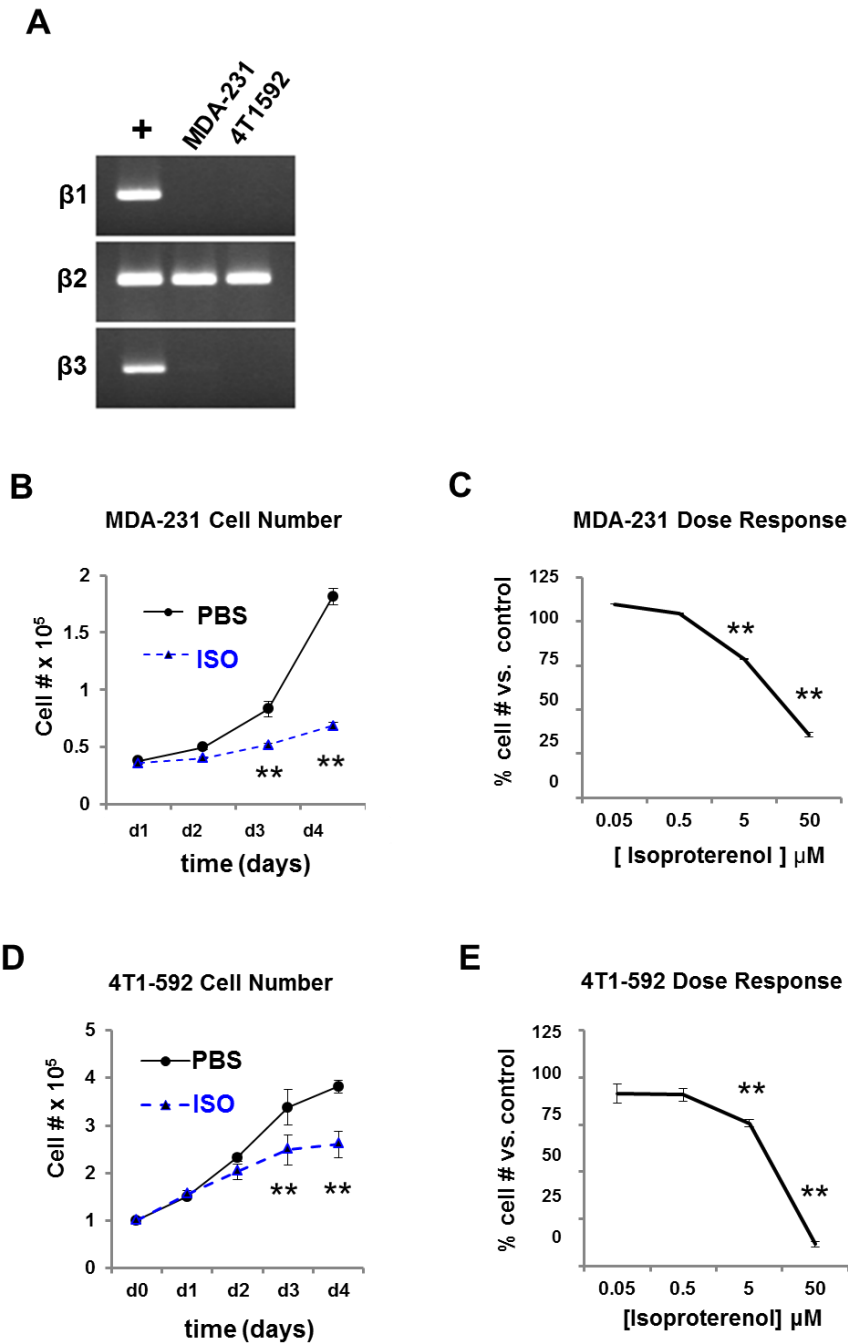 A
+ MDA-231 4T1592
β1
β2
β3
B
MDA-231 Cell Number
Cell # x 10⁵
2
1.5
1
0.5
0
PBS
ISO
** **
d1 d2 d3 d4
time (days)
C
MDA-231 Dose Response
% cell # vs. control
125
100
75
50
25
0
**
**
0.05 0.5 5 50
[ Isoproterenol ] µM
D
4T1-592 Cell Number
Cell # x 10⁵
5
4
3
2
1
0
PBS
ISO
** **
d0 d1 d2 d3 d4
time (days)
E
4T1-592 Dose Response
% cell # vs. control
125
100
75
50
25
0
**
**
0.05 0.5 5 50
[Isoproterenol] µM